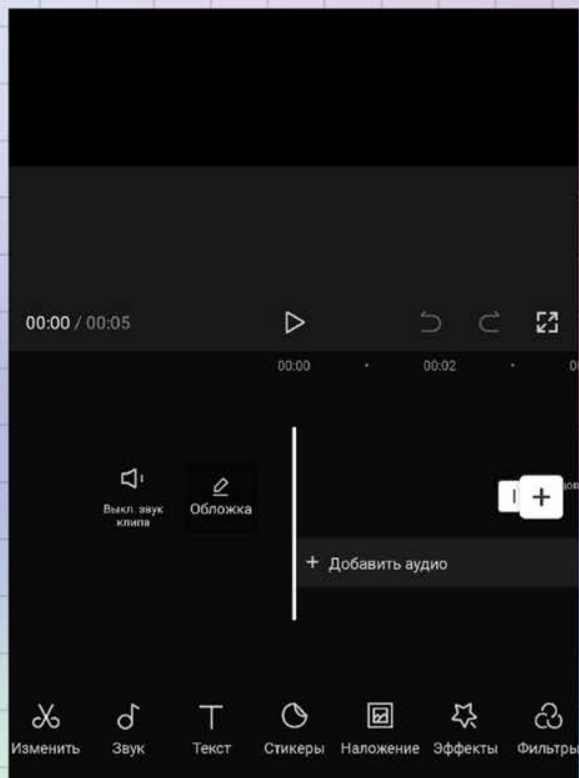 00:00 / 00:05
00:00 00:02
Выкл. звук
клипа
Обложка
+ Добавить аудио
Изменить Звук Текст Стикеры Наложение Эффекты Фильтры